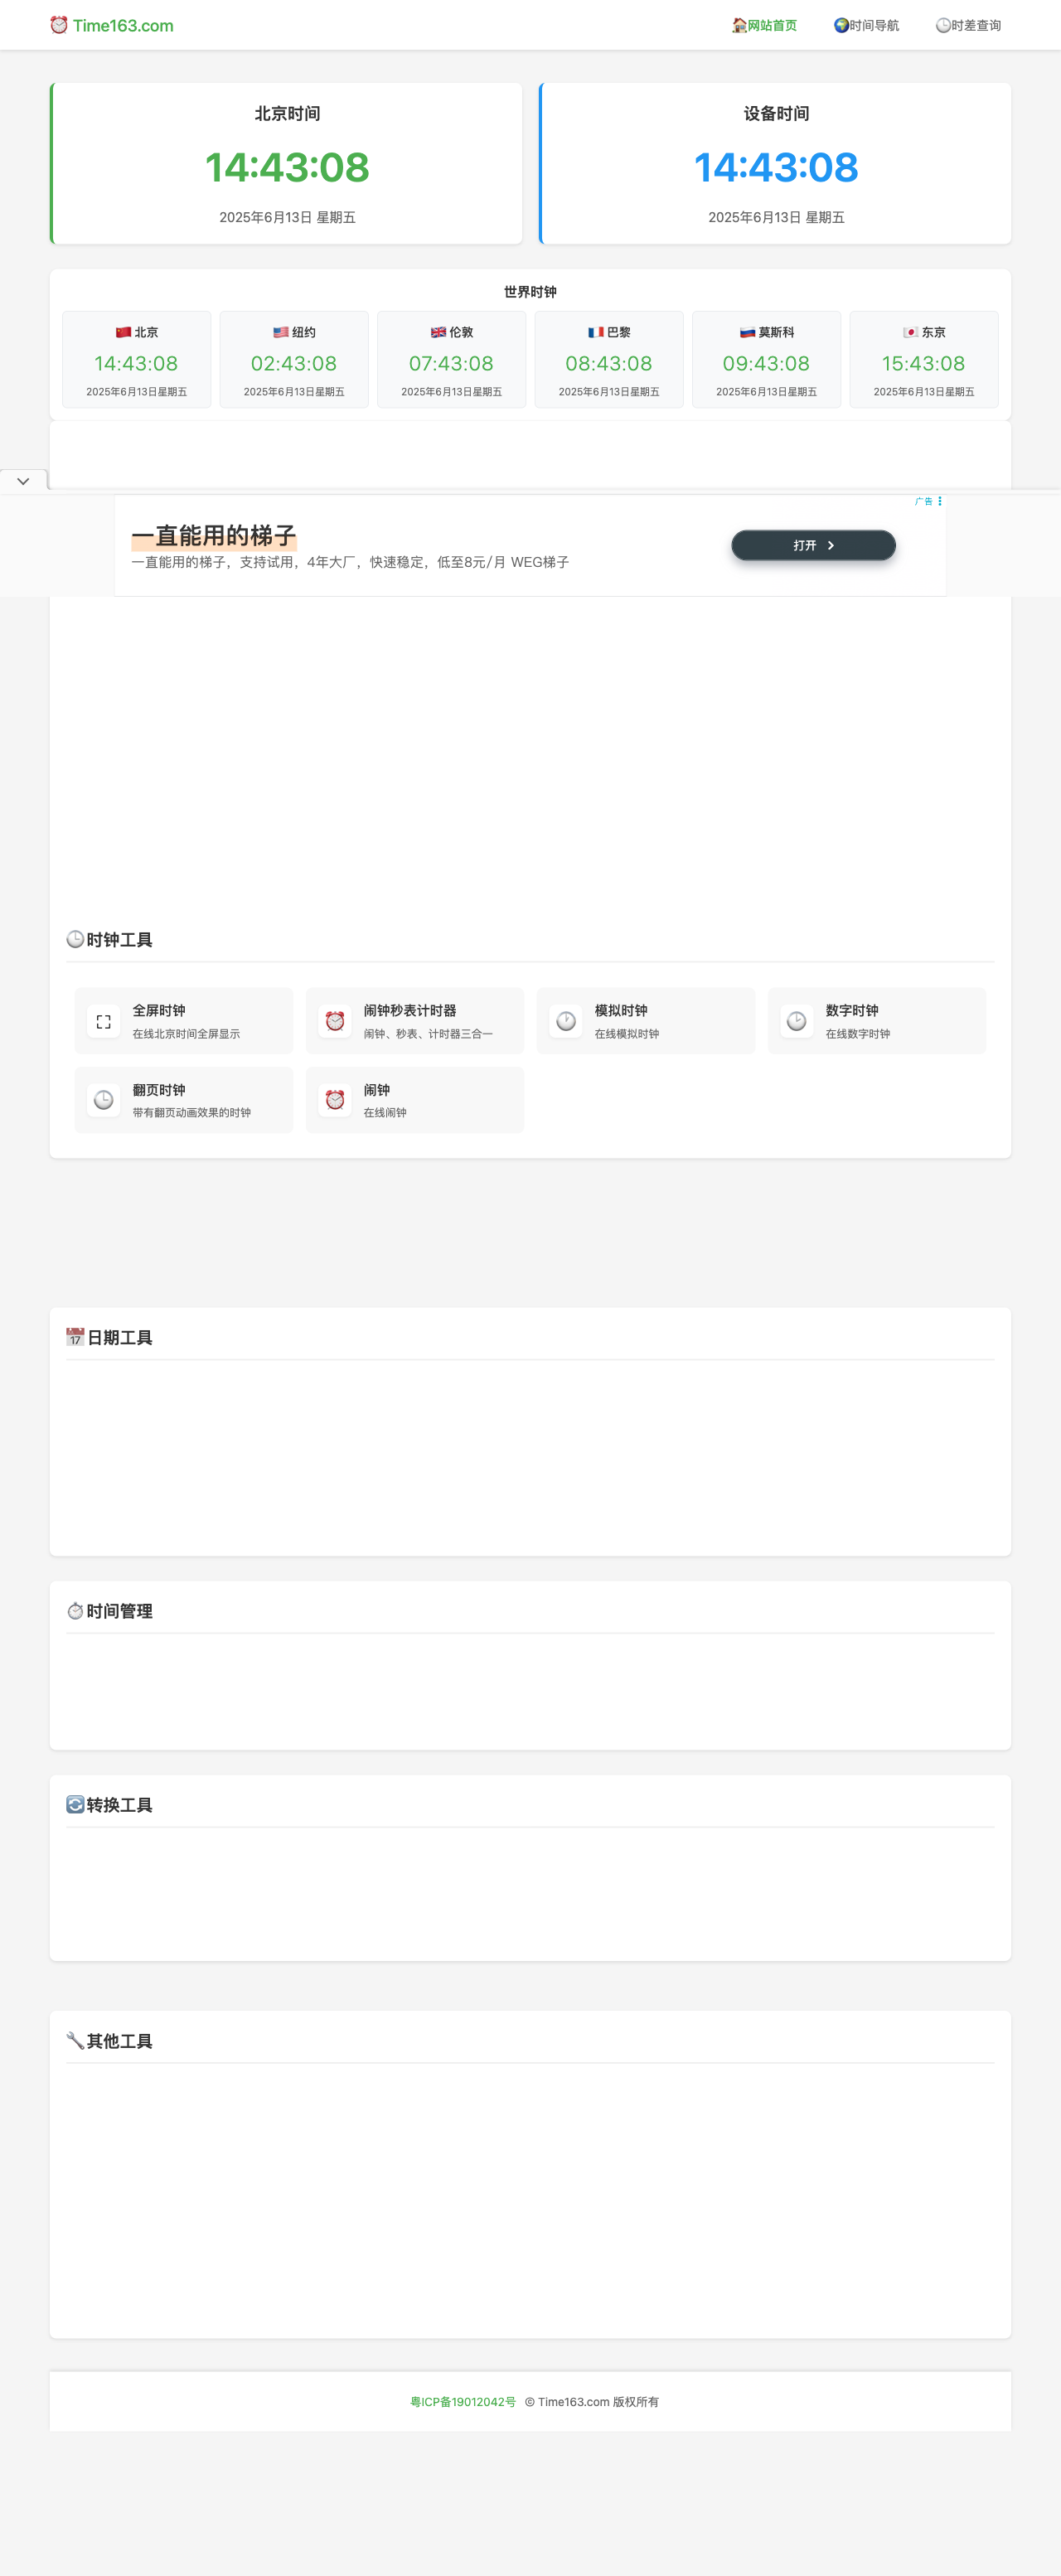 Time163.com
网站首页
时间导航
时差查询
北京时间
14:43:08
2025年6月13日 星期五
设备时间
14:43:08
2025年6月13日 星期五
世界时钟
北京
14:43:08
2025年6月13日星期五
纽约
02:43:08
2025年6月13日星期五
伦敦
07:43:08
2025年6月13日星期五
巴黎
08:43:08
2025年6月13日星期五
莫斯科
09:43:08
2025年6月13日星期五
东京
15:43:08
2025年6月13日星期五
广告
一直能用的梯子
一直能用的梯子，支持试用，4年大厂，快速稳定，低至8元/月 WEG梯子
打开
时钟工具
全屏时钟
在线北京时间全屏显示
闹钟秒表计时器
闹钟、秒表、计时器三合一
模拟时钟
在线模拟时钟
数字时钟
在线数字时钟
翻页时钟
带有翻页动画效果的时钟
闹钟
在线闹钟
日期工具
时间管理
转换工具
其他工具
粤ICP备19012042号 © Time163.com 版权所有